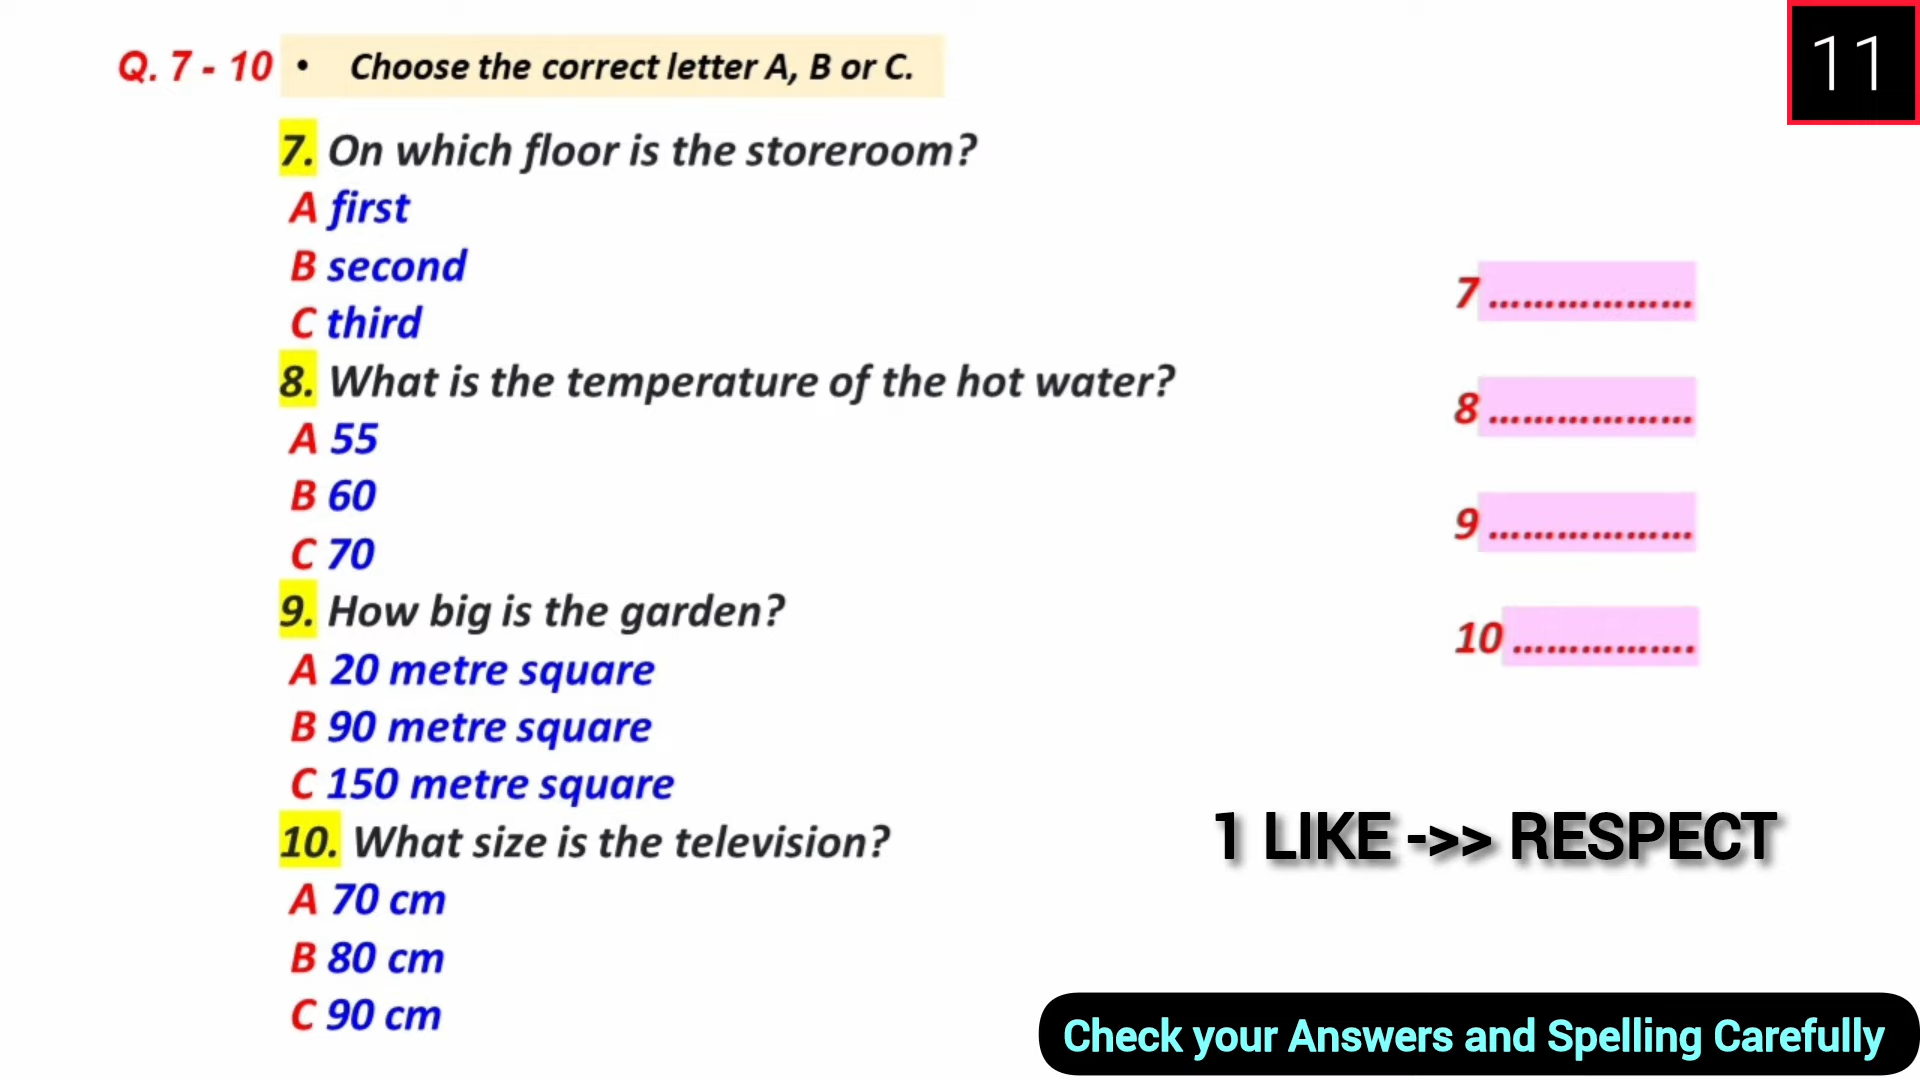 Q. 7 - 10 • Choose the correct letter A, B or C.
11
7. On which floor is the storeroom?
A first
B second
C third
8. What is the temperature of the hot water?
A 55
B 60
C 70
9. How big is the garden?
A 20 metre square
B 90 metre square
C 150 metre square
10. What size is the television?
A 70 cm
B 80 cm
C 90 cm
7 ..................
8 ..................
9 ..................
10 ................
1 LIKE ->> RESPECT
Check your Answers and Spelling Carefully